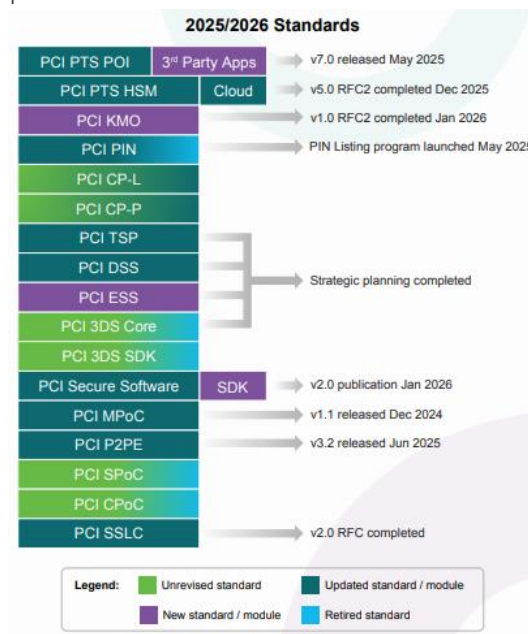 2025/2026 Standards
PCI PTS POI 3rd Party Apps v7.0 released May 2025
PCI PTS HSM Cloud v5.0 RFC2 completed Dec 2025
PCI KMO v1.0 RFC2 completed Jan 2026
PCI PIN PIN Listing program launched May 2025
PCI CP-L
PCI CP-P
PCI TSP
PCI DSS
Strategic planning completed
PCI ESS
PCI 3DS Core
PCI 3DS SDK
PCI Secure Software SDK v2.0 publication Jan 2026
PCI MPoC v1.1 released Dec 2024
PCI P2PE v3.2 released Jun 2025
PCI SPoC
PCI CPoC
PCI SSLC v2.0 RFC completed
Legend: Unrevised standard Updated standard / module
New standard / module Retired standard